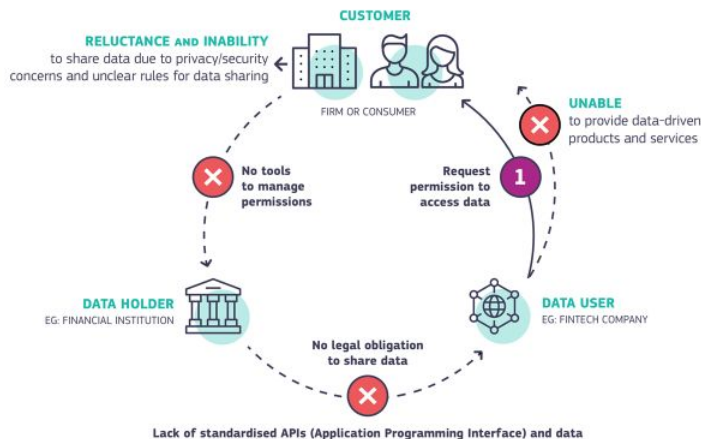 CUSTOMER
RELUCTANCE AND INABILITY
to share data due to privacy/security
concerns and unclear rules for data sharing
FIRM OR CONSUMER
UNABLE
to provide data-driven
products and services
No tools
to manage
permissions
Request
permission to
access data
1
DATA HOLDER
EG: FINANCIAL INSTITUTION
DATA USER
EG: FINTECH COMPANY
No legal obligation
to share data
Lack of standardised APIs (Application Programming Interface) and data